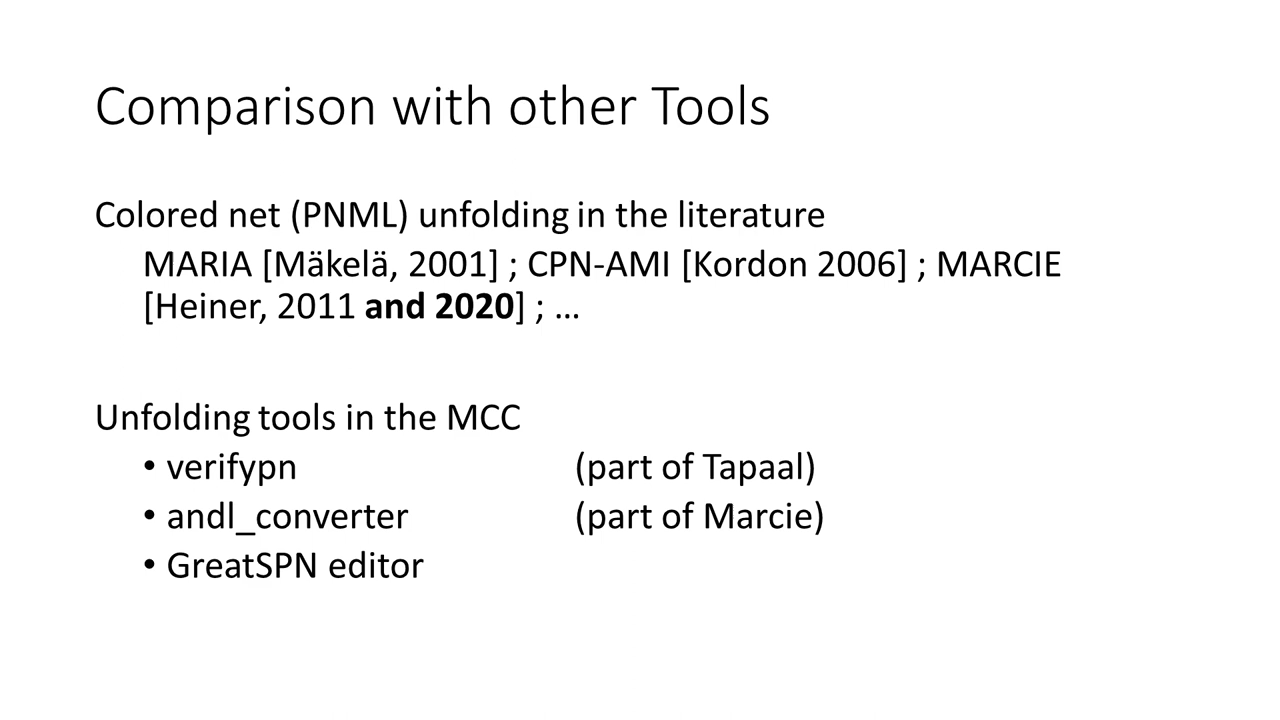 Comparison with other Tools
Colored net (PNML) unfolding in the literature
MARIA [Mäkelä, 2001] ; CPN-AMI [Kordon 2006] ; MARCIE
[Heiner, 2011 and 2020] ; …
Unfolding tools in the MCC
• verifypn (part of Tapaal)
• andl_converter (part of Marcie)
• GreatSPN editor